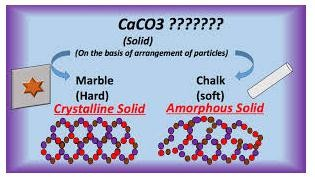 CaCO3 ???????
(Solid)
(On the basis of arrangement of particles)
Marble
(Hard)
Crystalline Solid
Chalk
(soft)
Amorphous Solid